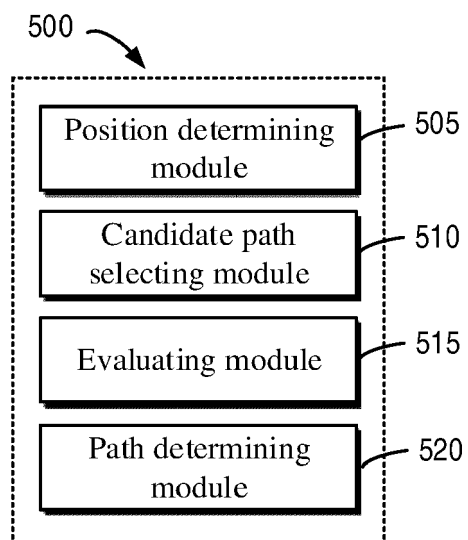 500
Position determining
module
505
Candidate path
selecting module
510
Evaluating module
515
Path determining
module
520